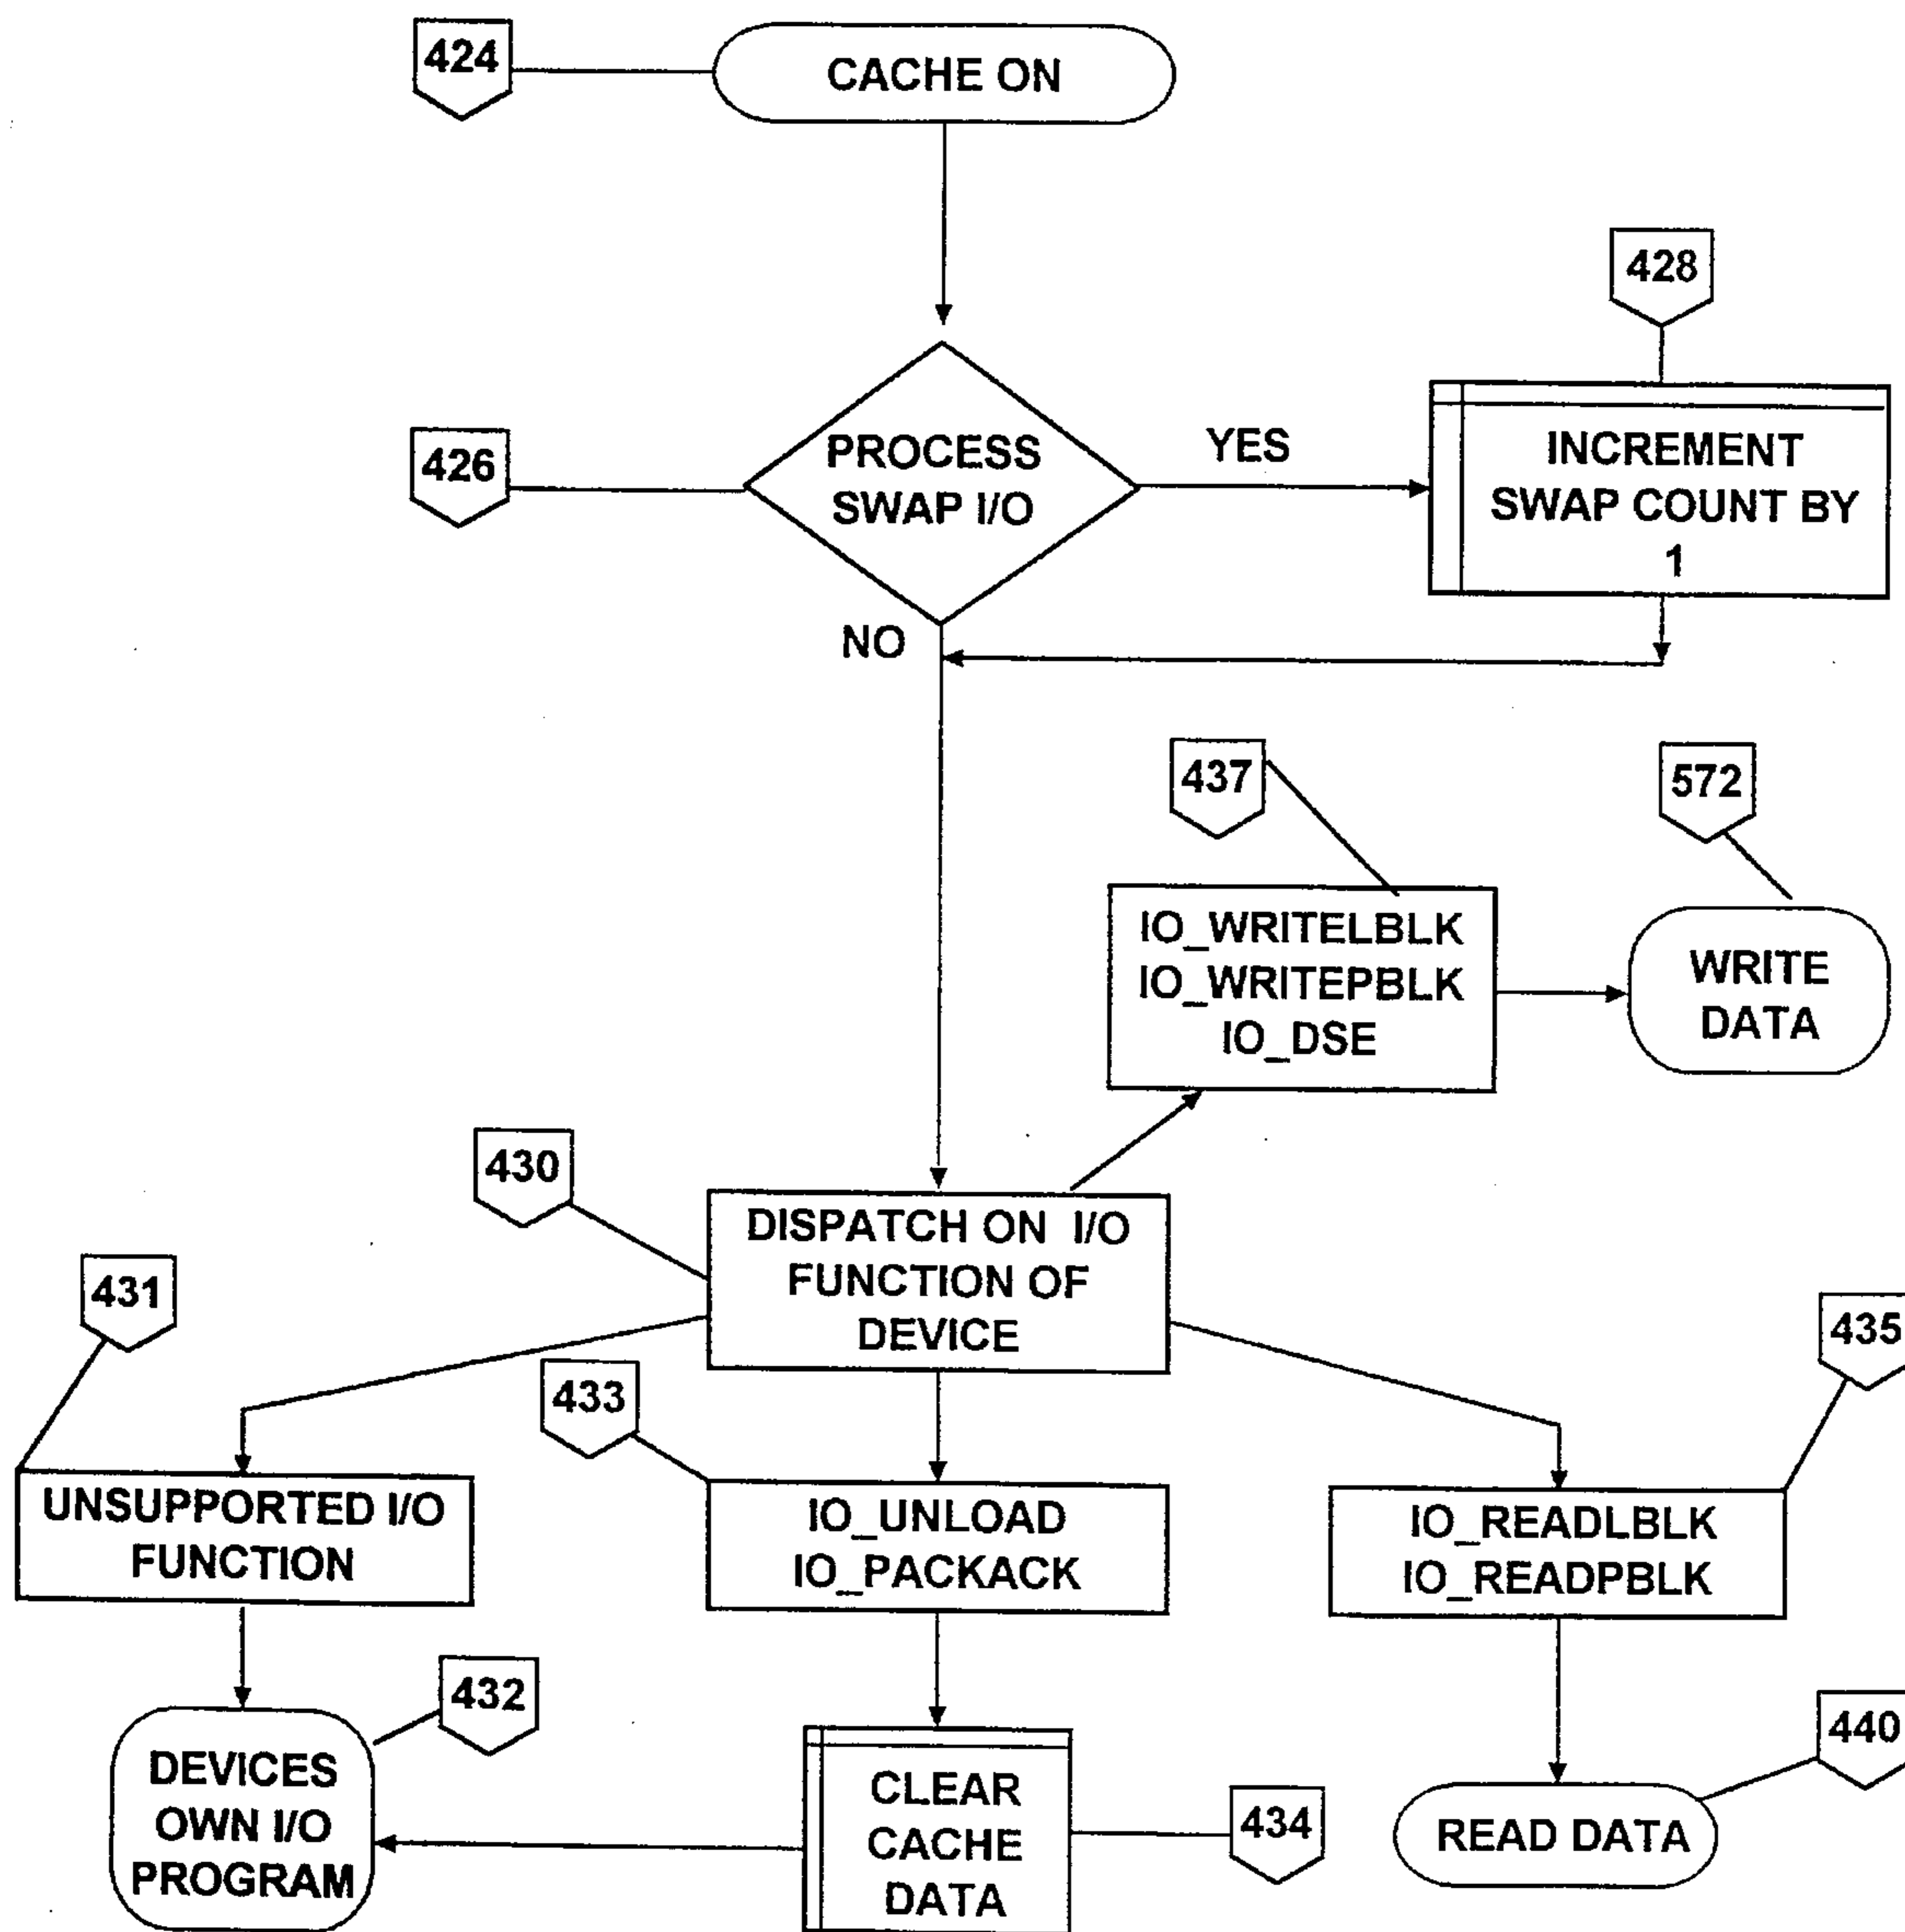 424
CACHE ON
428
426
PROCESS
SWAP I/O
YES
INCREMENT
SWAP COUNT BY
1
NO
437
572
IO_WRITELBLK
IO_WRITEPBLK
IO_DSE
WRITE
DATA
430
DISPATCH ON I/O
FUNCTION OF
DEVICE
431
433
435
UNSUPPORTED I/O
FUNCTION
IO_UNLOAD
IO_PACKACK
IO_READLBLK
IO_READPBLK
432
DEVICES
OWN I/O
PROGRAM
CLEAR
CACHE
DATA
434
440
READ DATA